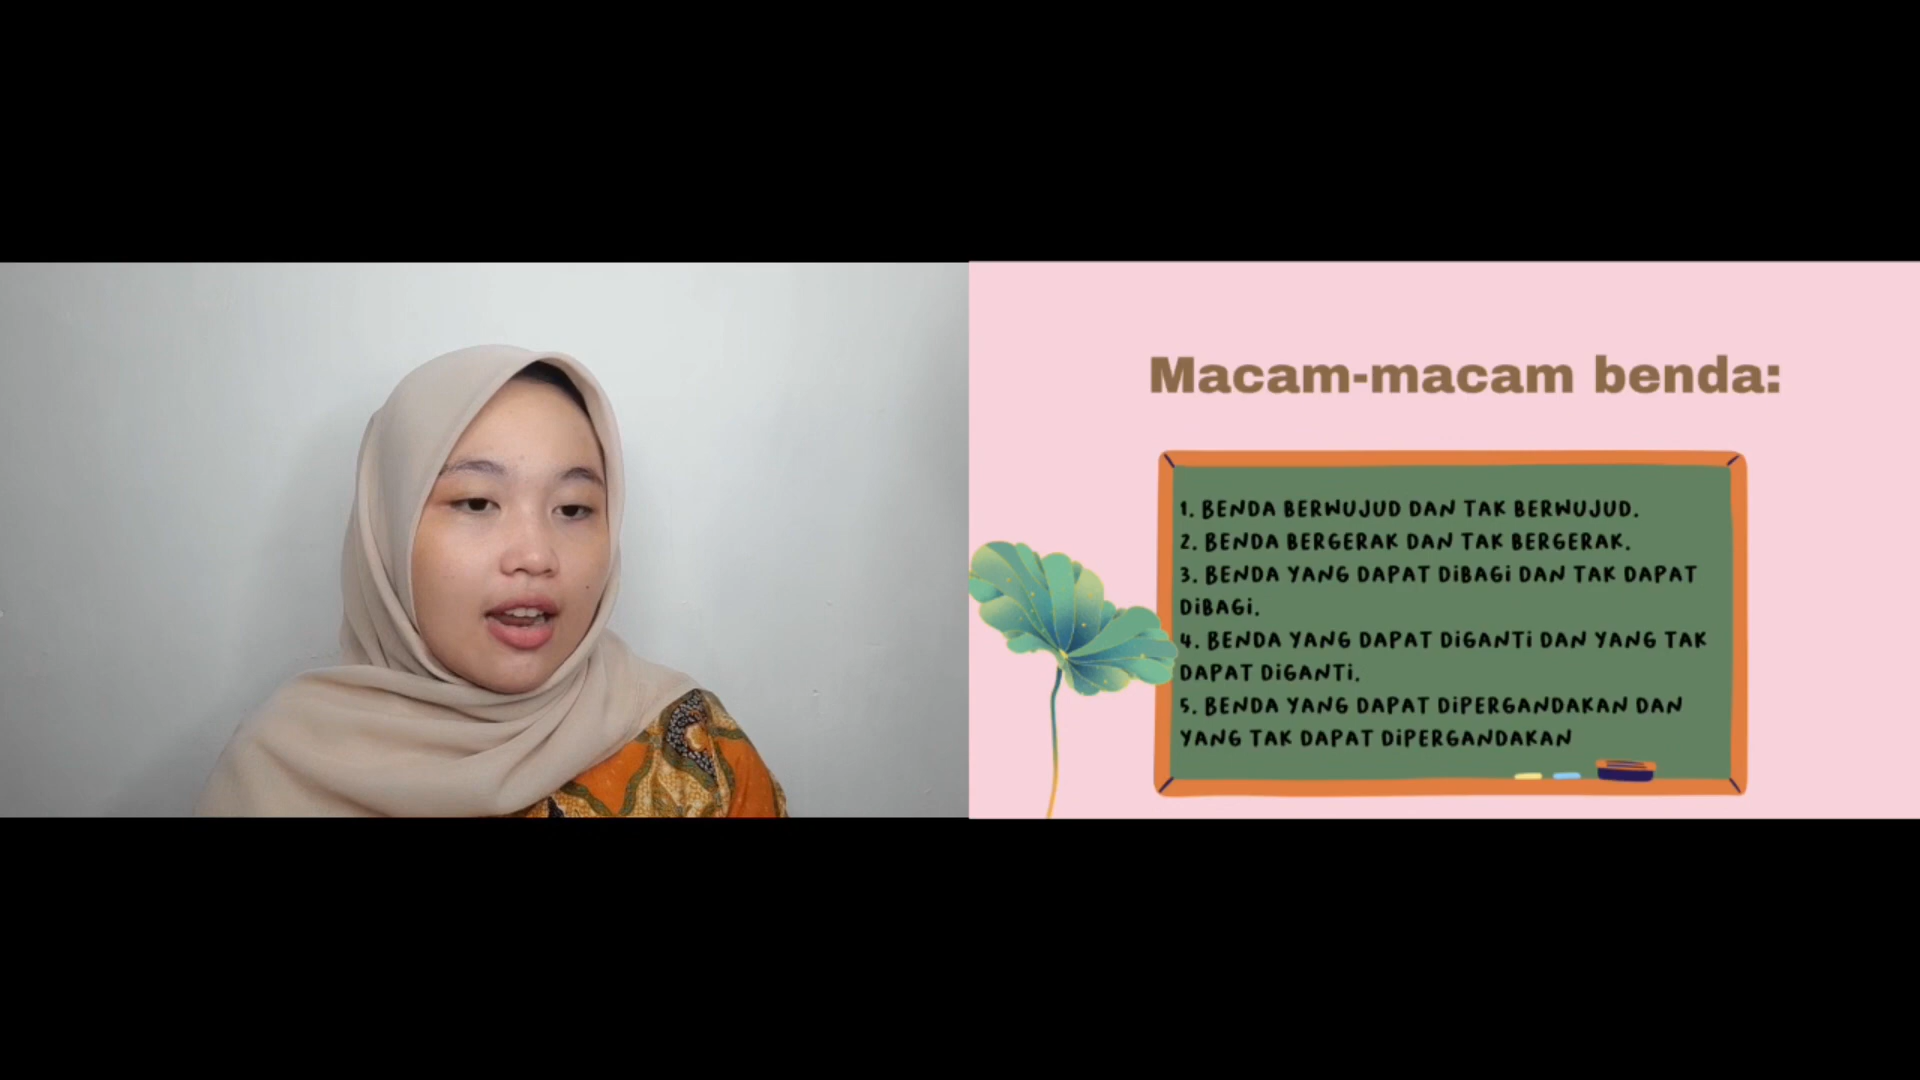 Macam-macam benda:
1. BENDA BERWUJUD DAN TAK BERWUJUD.
2. BENDA BERGERAK DAN TAK BERGERAK.
3. BENDA YANG DAPAT DiBAGi DAN TAK DAPAT
DiBAGi.
4. BENDA YANG DAPAT DiGANTi DAN YANG TAK
DAPAT DiGANTi.
5. BENDA YANG DAPAT DiPERGANDAKAN DAN
YANG TAK DAPAT DiPERGANDAKAN